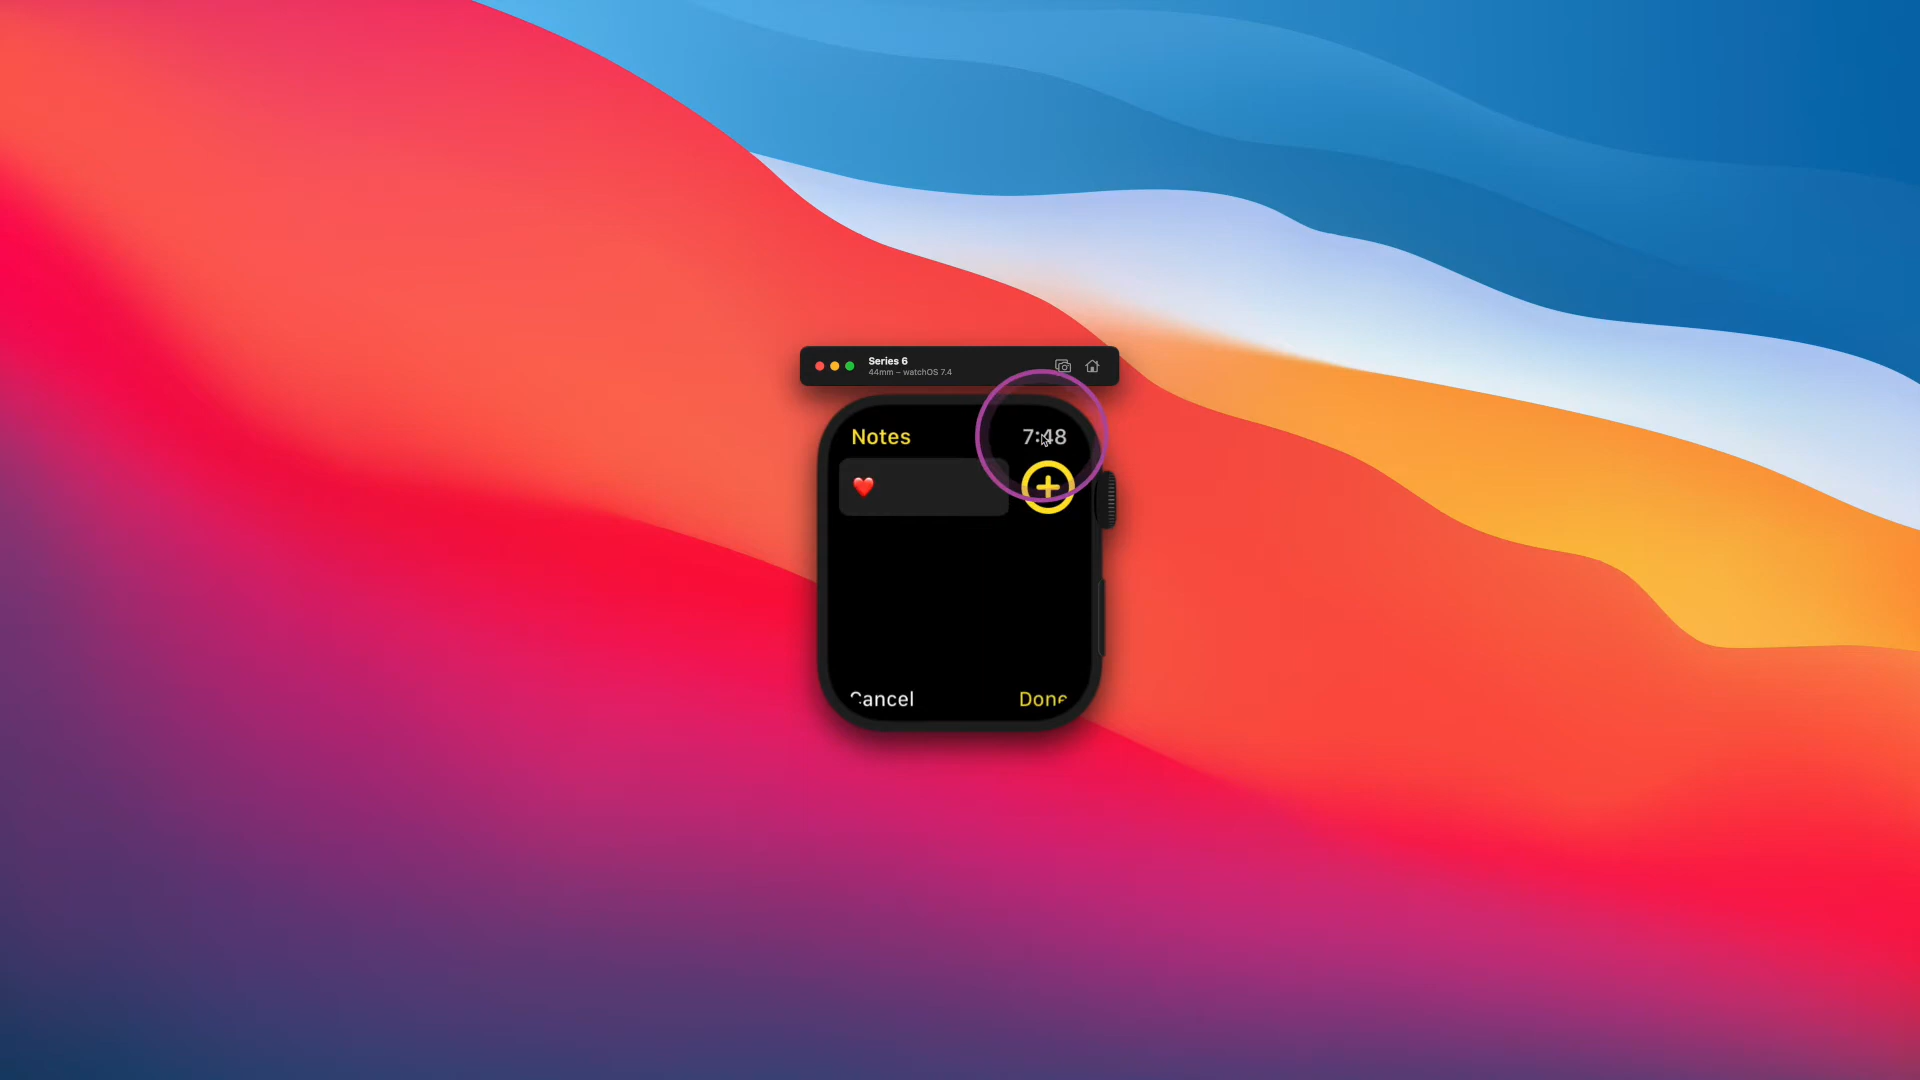 Series 6
44mm – watchOS 7.4
Notes 7:48
❤️
Cancel Done